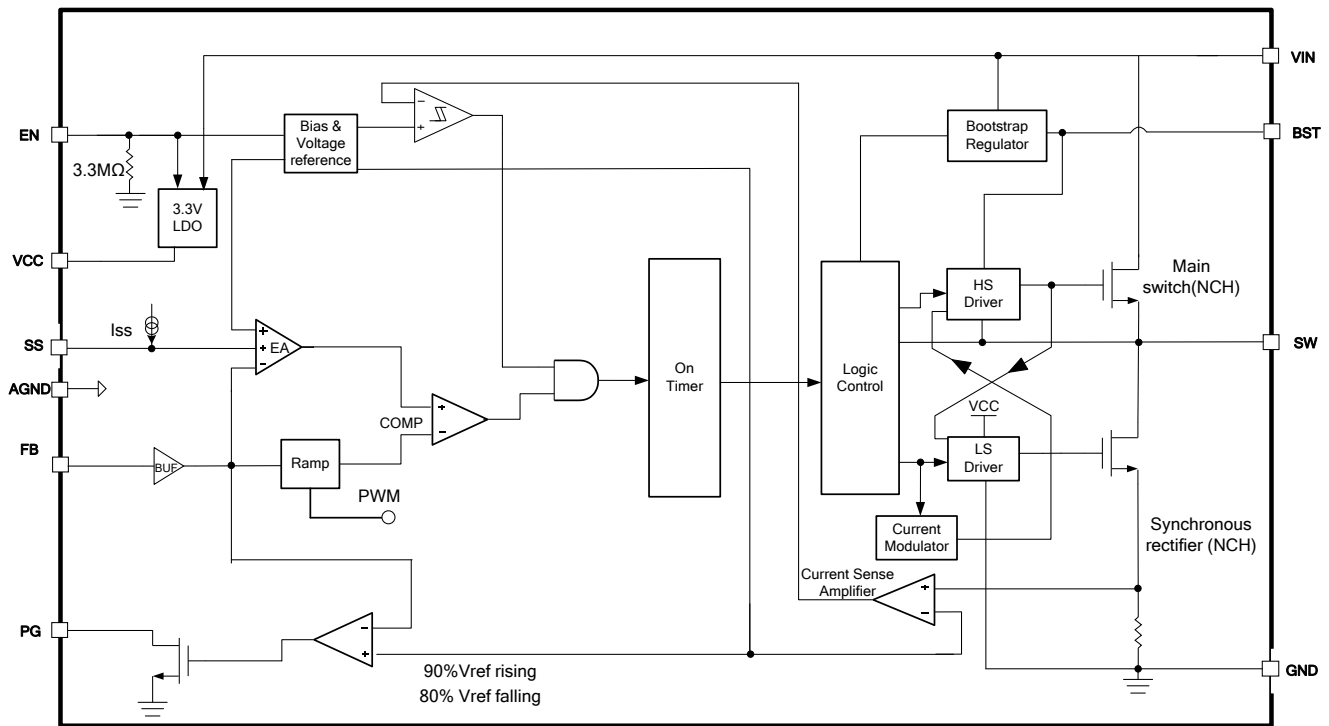 VIN
EN
3.3MΩ
Bias &
Voltage
reference
-
+
Bootstrap
Regulator
BST
3.3V
LDO
VCC
Iss
SS
+
+
-
EA
AGND
FB
BUF
Ramp
PWM
COMP
+
-
On
Timer
Logic
Control
HS
Driver
Main
switch(NCH)
SW
VCC
LS
Driver
Current
Modulator
Synchronous
rectifier (NCH)
Current Sense
Amplifier
+
-
PG
-
+
90%Vref rising
80% Vref falling
GND